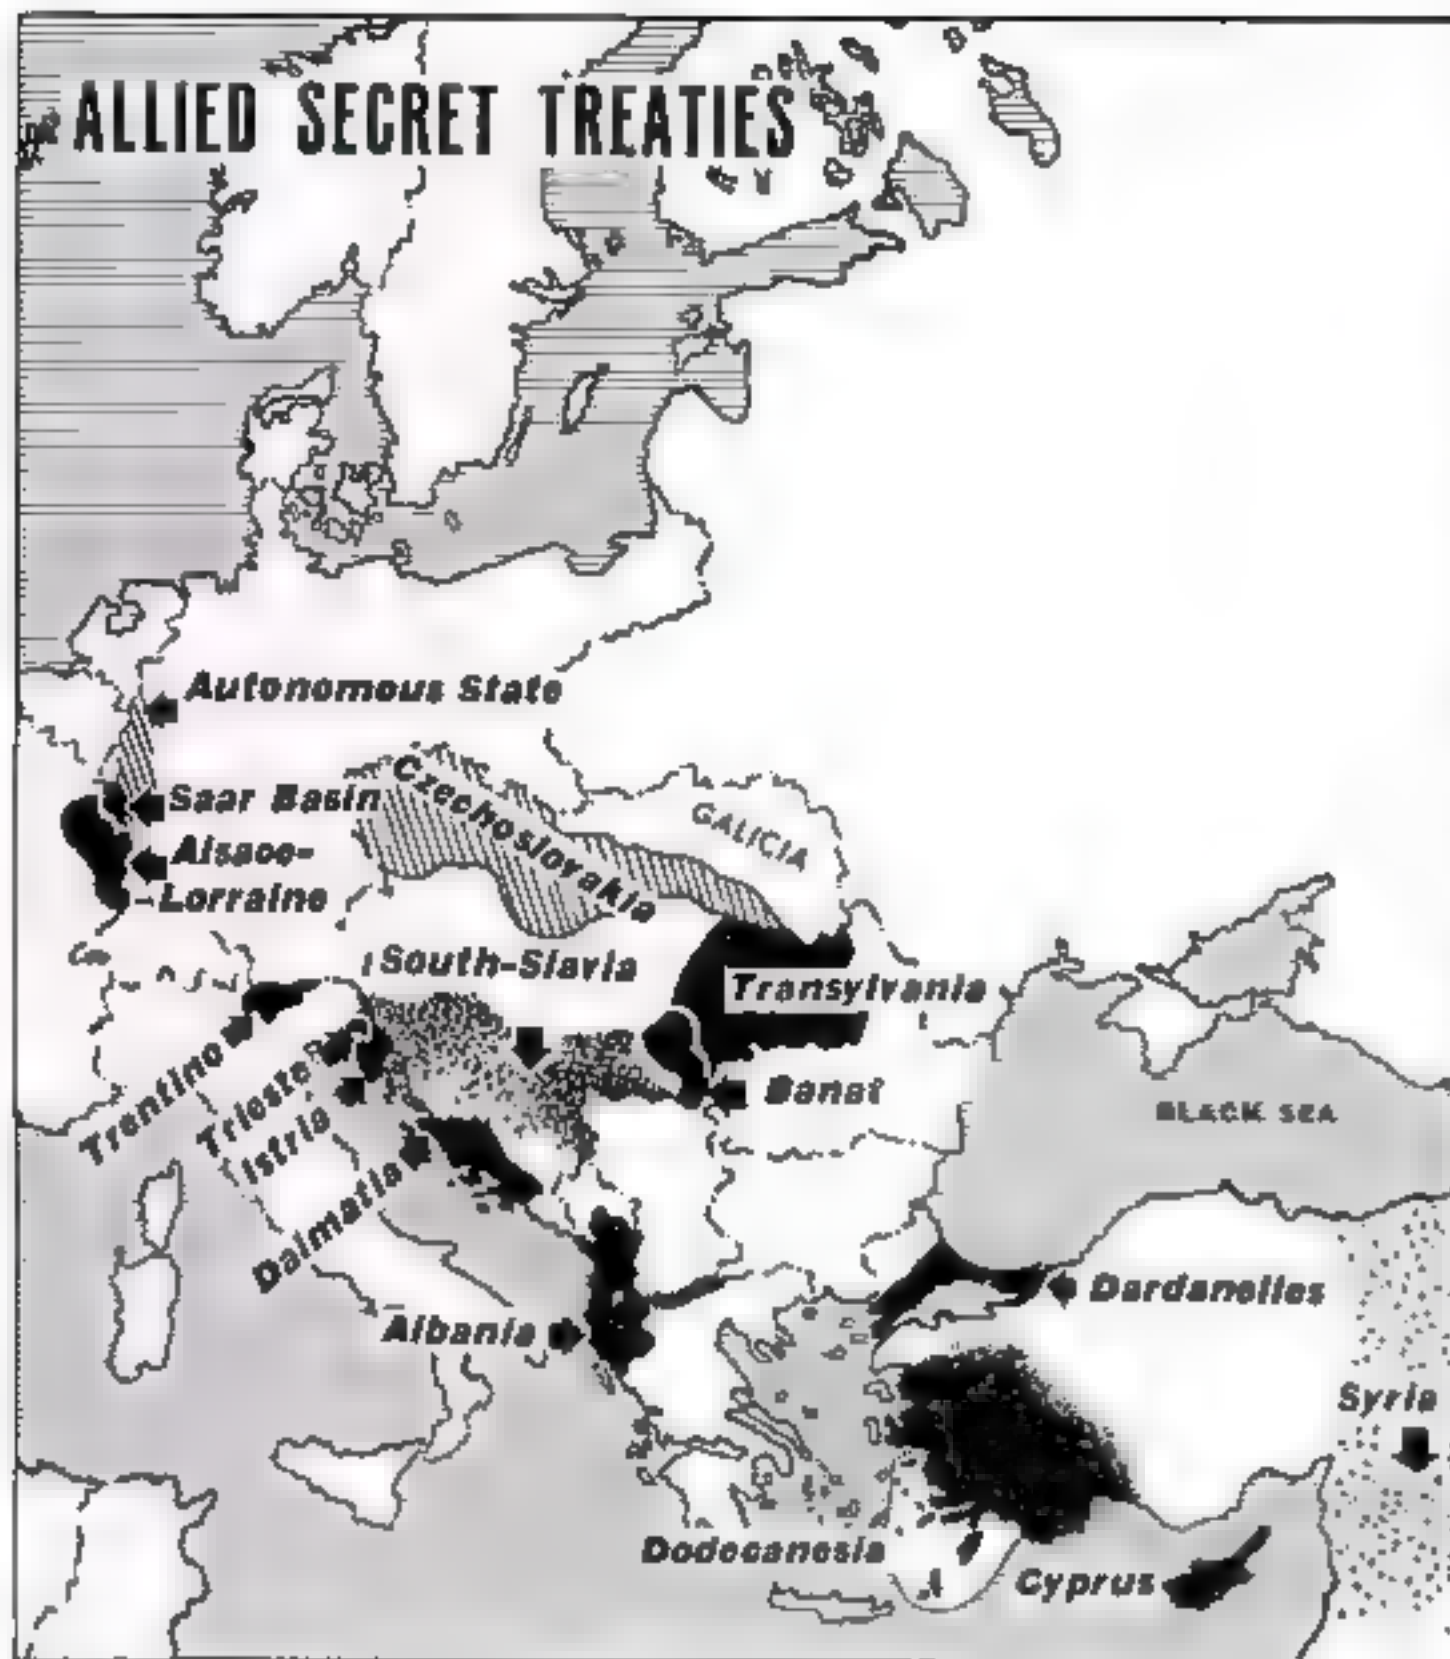 ALLIED SECRET TREATIES
Autonomous State
Saar Basin
Alsace-
-Lorraine
Czechoslovakia
GALICIA
South-Slavia
Transylvania
Trentino
Trieste
Istria
Banat
BLACK SEA
Dalmatia
Albania
Dardanelles
Syria
Dodecanesia
Cyprus